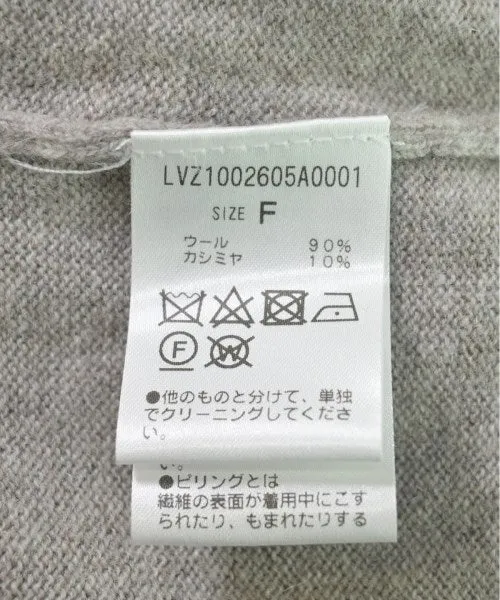 LVZ1002605A0001
SIZE F
ウール 90%
カシミヤ 10%
F
W
●他のものと分けて、単独
でクリーニングしてくださ
い。
い。
●ピリングとは
繊維の表面が着用中にこす
られたり、もまれたりする